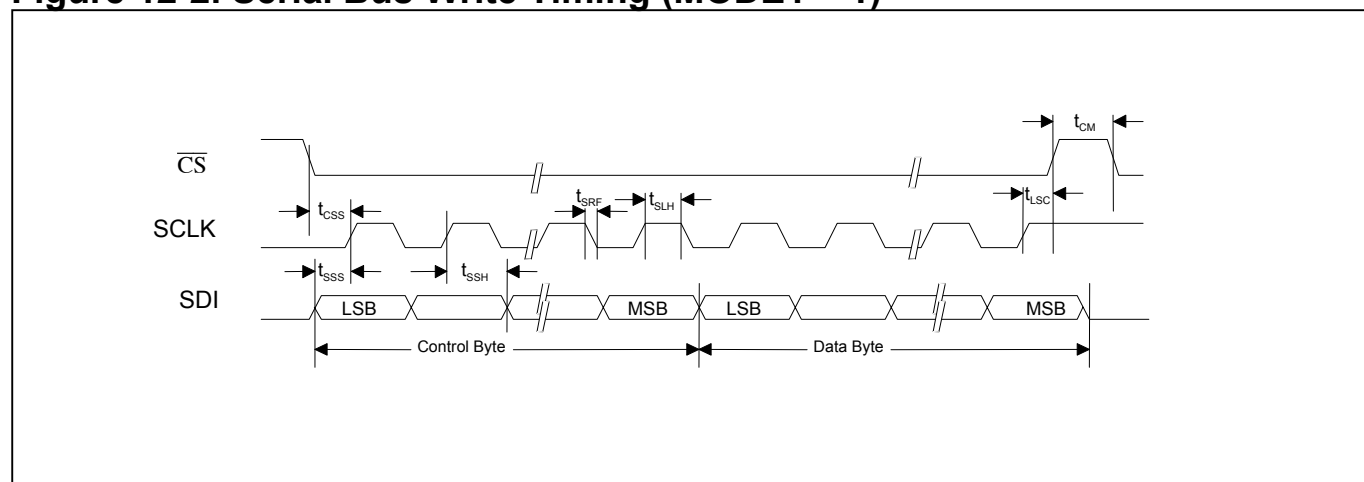 Figure 12-2. Serial Bus Write Timing (MODE1 = 1)
t_CM
CS
t_SRF t_SLH t_LSC
t_CSS
SCLK
t_SSS t_SSH
SDI LSB MSB LSB MSB
Control Byte Data Byte